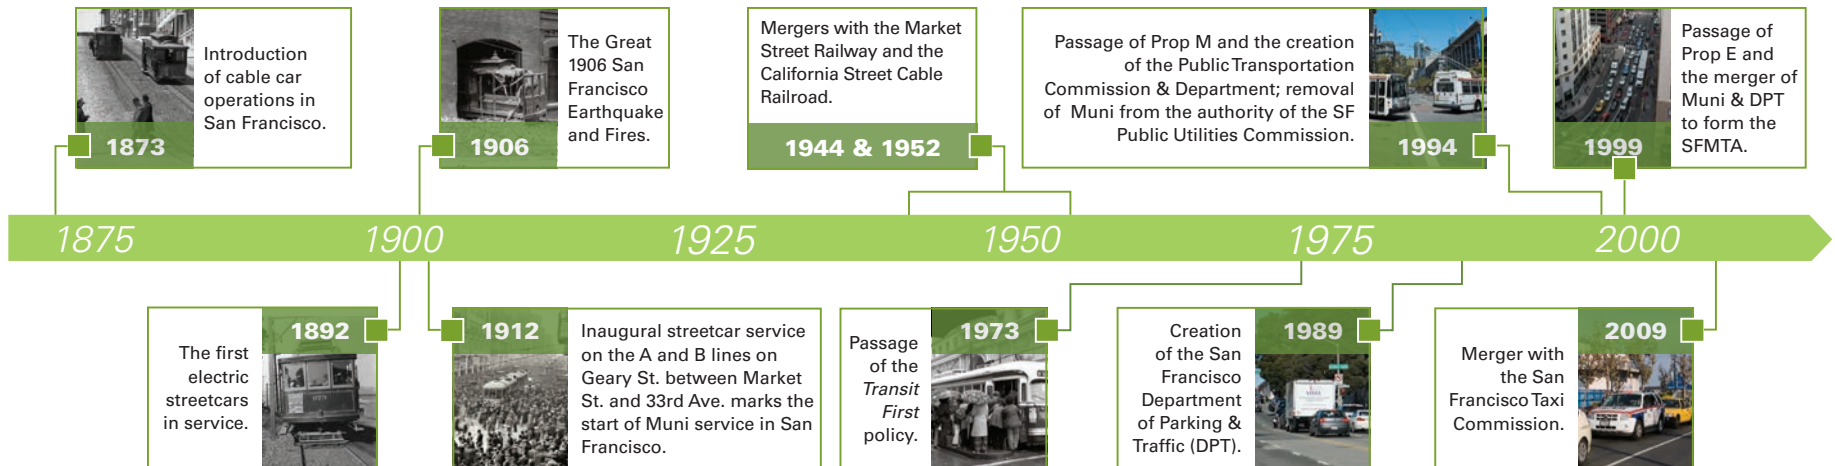 1873
Introduction
of cable car
operations in
San Francisco.
1906
The Great
1906 San
Francisco
Earthquake
and Fires.
Mergers with the Market
Street Railway and the
California Street Cable
Railroad.
1944 & 1952
Passage of Prop M and the creation
of the Public Transportation
Commission & Department; removal
of Muni from the authority of the SF
Public Utilities Commission.
1994
1999
Passage of
Prop E and
the merger of
Muni & DPT
to form the
SFMTA.
1875 1900 1925 1950 1975 2000
The first
electric
streetcars
in service.
1892
1912
Inaugural streetcar service
on the A and B lines on
Geary St. between Market
St. and 33rd Ave. marks the
start of Muni service in San
Francisco.
Passage
of the
Transit
First
policy.
1973
Creation
of the San
Francisco
Department
of Parking &
Traffic (DPT).
1989
Merger with
the San
Francisco Taxi
Commission.
2009